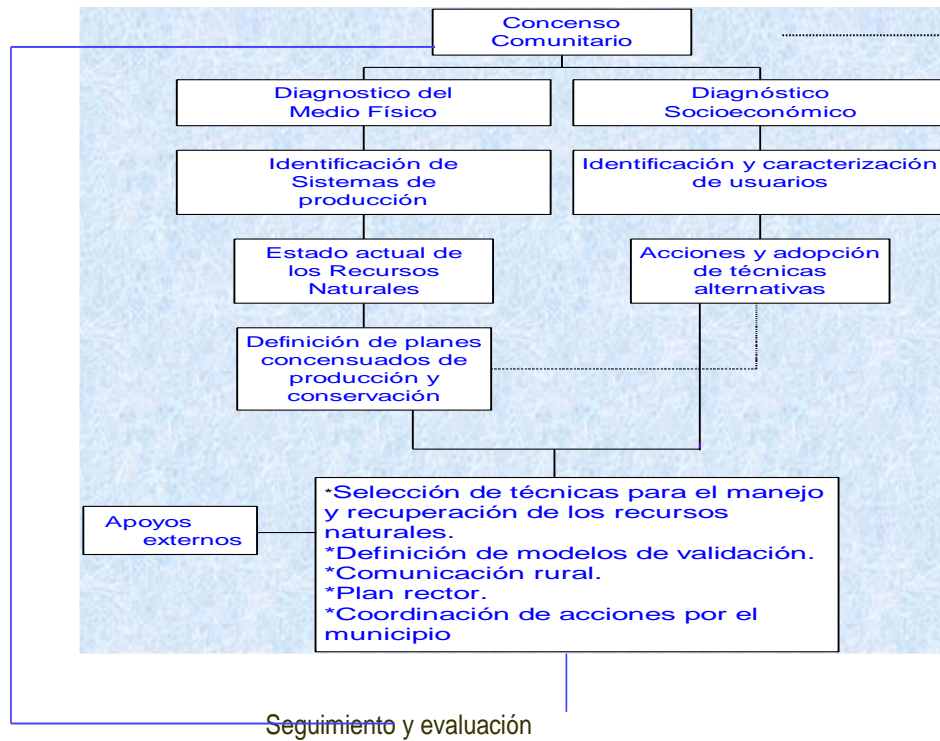 Concenso
Comunitario
Diagnostico del
Medio Físico
Diagnóstico
Socioeconómico
Identificación de
Sistemas de
producción
Identificación y caracterización
de usuarios
Estado actual de
los Recursos
Naturales
Acciones y adopción
de técnicas
alternativas
Definición de planes
concensuados de
producción y
conservación
*Selección de técnicas para el manejo
y recuperación de los recursos
naturales.
*Definición de modelos de validación.
*Comunicación rural.
*Plan rector.
*Coordinación de acciones por el
municipio
Apoyos
externos
Seguimiento y evaluación